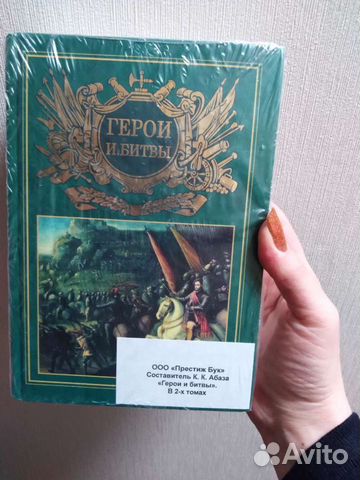 ГЕРОИ
И БИТВЫ
ООО «Престиж Бук»
Составитель К. К. Абаза
«Герои и битвы».
В 2-х томах
Avito